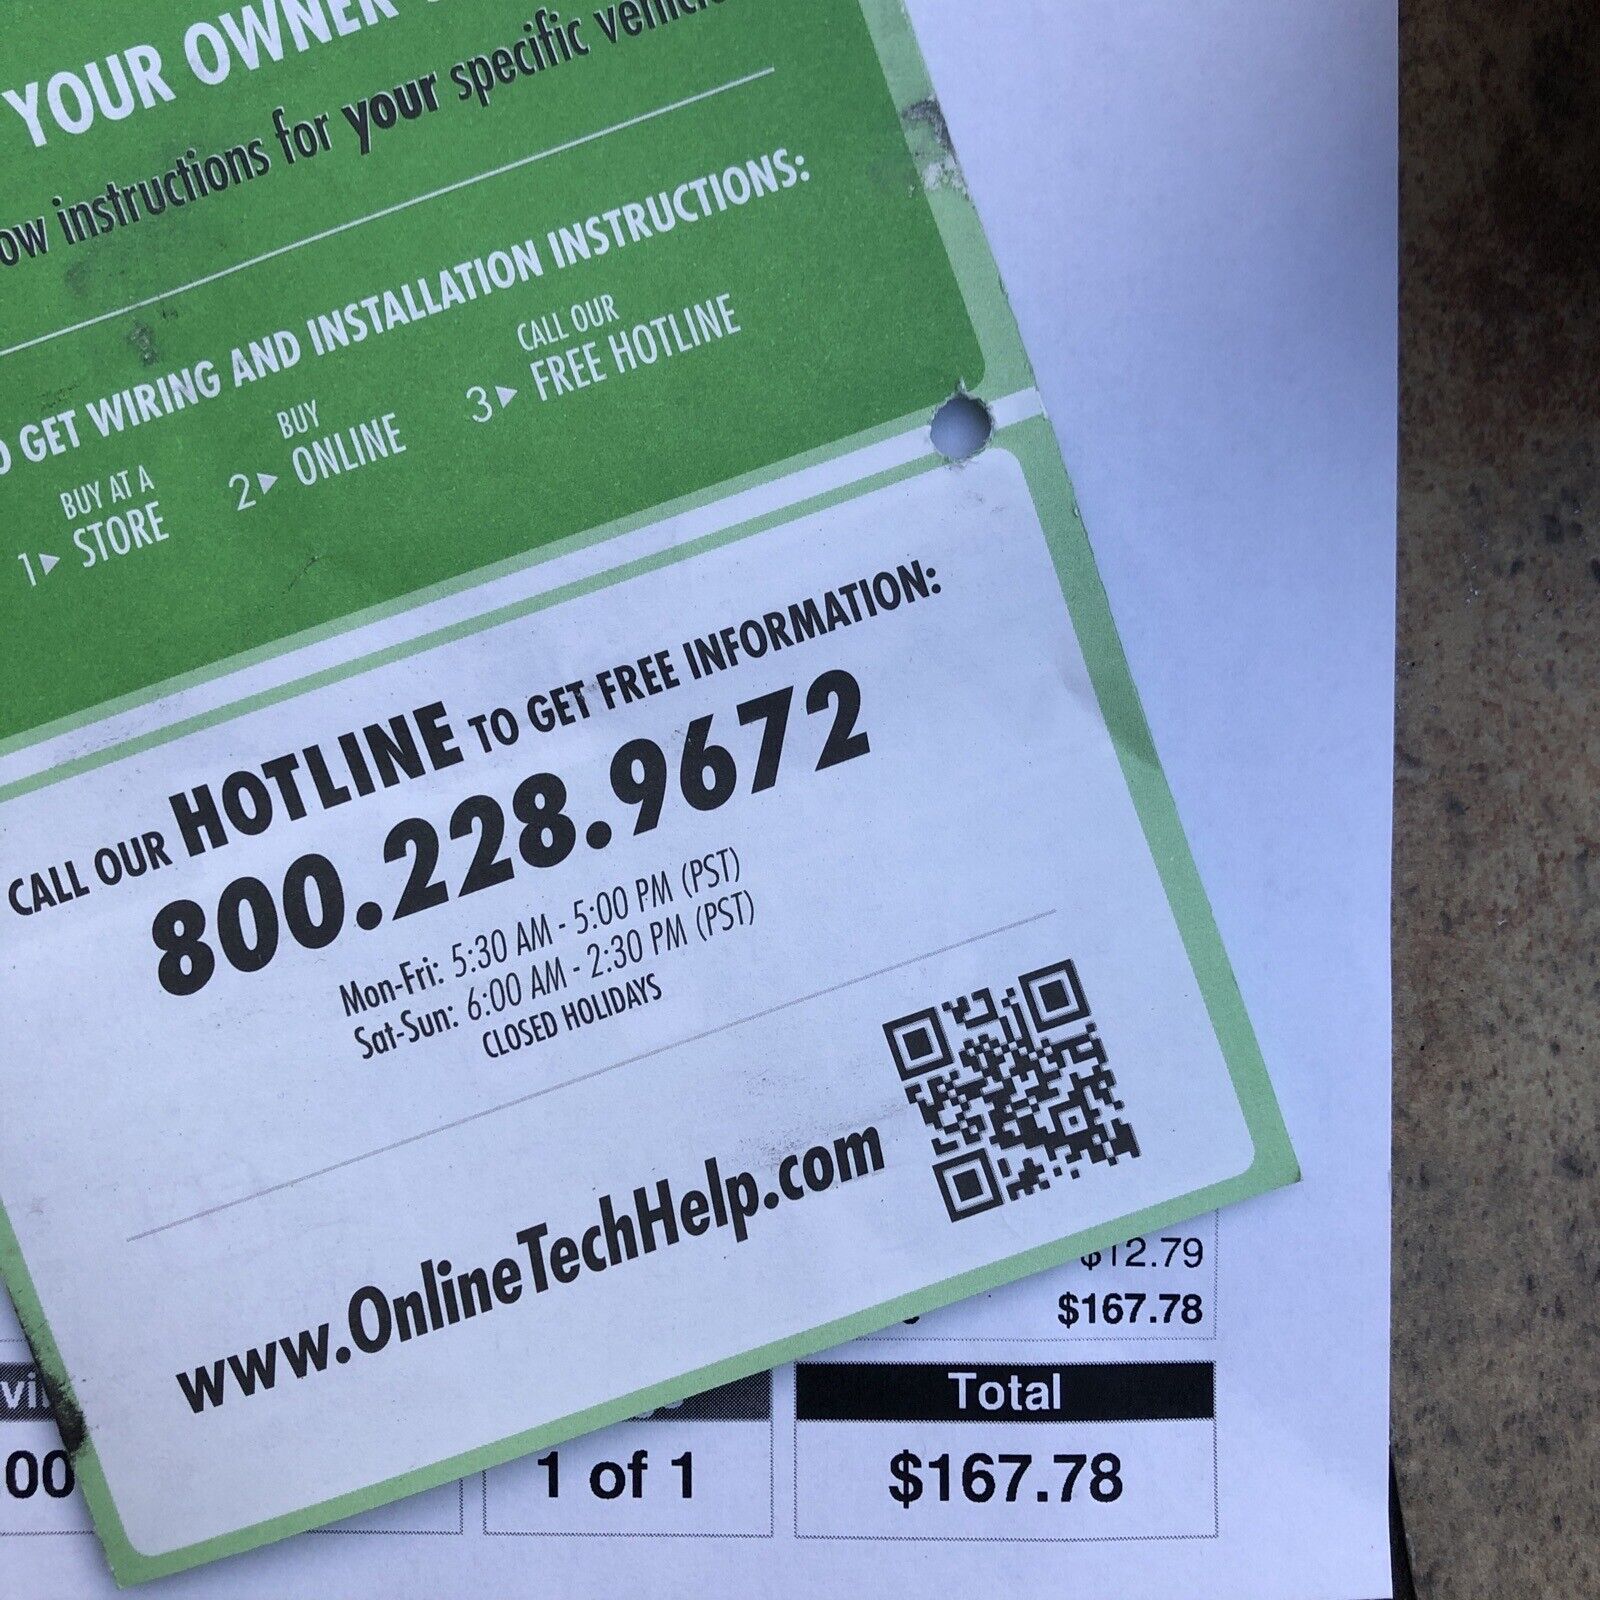 YOUR OWNER
instructions for your specific
GET WIRING AND INSTALLATION INSTRUCTIONS:
1▶ BUY AT A STORE
2▶ BUY ONLINE
3▶ CALL OUR FREE HOTLINE
CALL OUR HOTLINE TO GET FREE INFORMATION:
800.228.9672
Mon-Fri: 5:30 AM - 5:00 PM (PST)
Sat-Sun: 6:00 AM - 2:30 PM (PST)
CLOSED HOLIDAYS
www.OnlineTechHelp.com
$12.79
$167.78
Total
00
1 of 1
$167.78